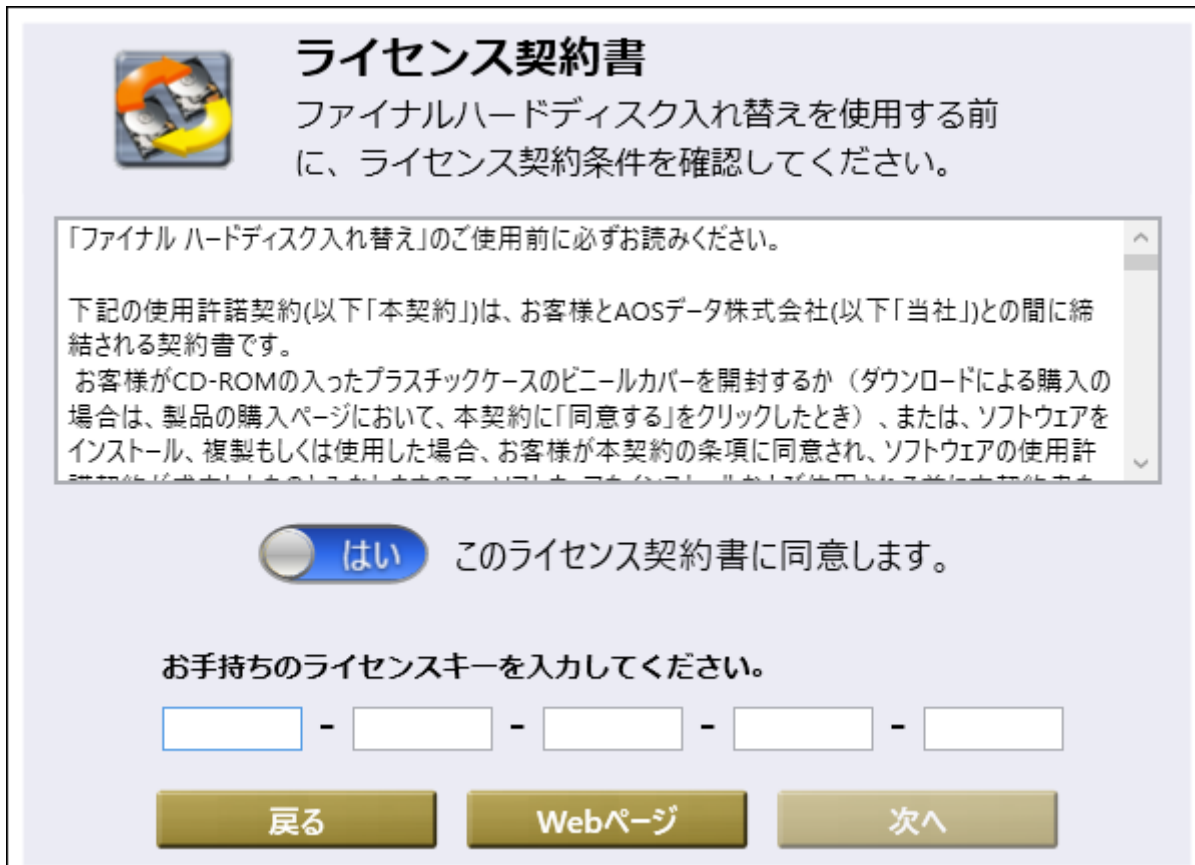 ライセンス契約書
ファイナルハードディスク入れ替えを使用する前
に、ライセンス契約条件を確認してください。
「ファイナル ハードディスク入れ替え」のご使用前に必ずお読みください。
下記の使用許諾契約(以下「本契約」)は、お客様とAOSデータ株式会社(以下「当社」)との間に締
結される契約書です。
お客様がCD-ROMの入ったプラスチックケースのビニールカバーを開封するか（ダウンロードによる購入の
場合は、製品の購入ページにおいて、本契約に「同意する」をクリックしたとき）、または、ソフトウェアを
インストール、複製もしくは使用した場合、お客様が本契約の条項に同意され、ソフトウェアの使用許
はい このライセンス契約書に同意します。
お手持ちのライセンスキーを入力してください。
- - - -
戻る Webページ 次へ